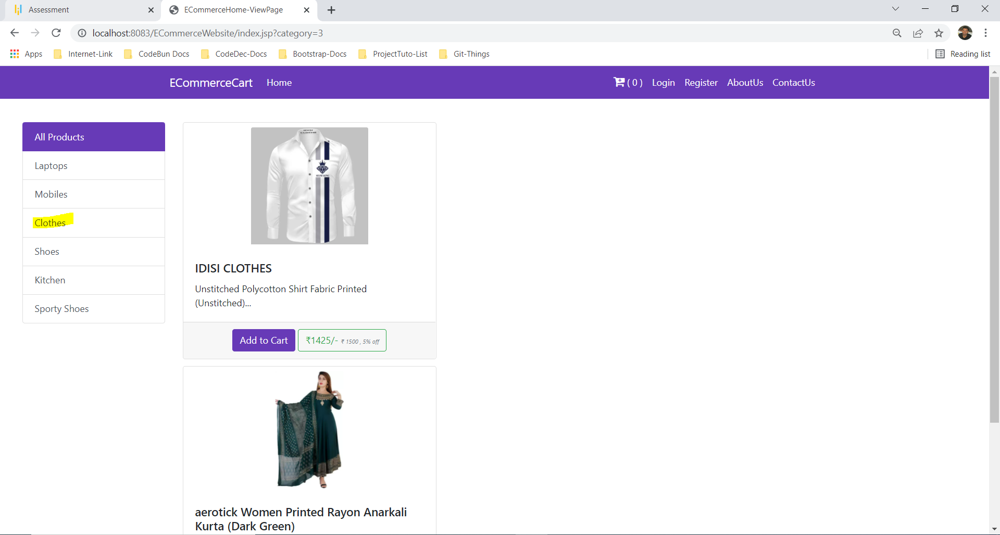 Assessment
ECommerceHome-ViewPage
localhost:8083/ECommerceWebsite/index.jsp?category=3
Apps Internet-Link CodeBun Docs CodeDec-Docs Bootstrap-Docs ProjectTuto-List Git-Things Reading list
ECommerceCart Home ( 0 ) Login Register AboutUs ContactUs
All Products
Laptops
Mobiles
Clothes
Shoes
Kitchen
Sporty Shoes
IDISI
CLOTHE
IDISI CLOTHES
Unstitched Polycotton Shirt Fabric Printed
(Unstitched)...
Add to Cart ₹1425/- ₹ 1500 , 5% off
aerotick Women Printed Rayon Anarkali
Kurta (Dark Green)